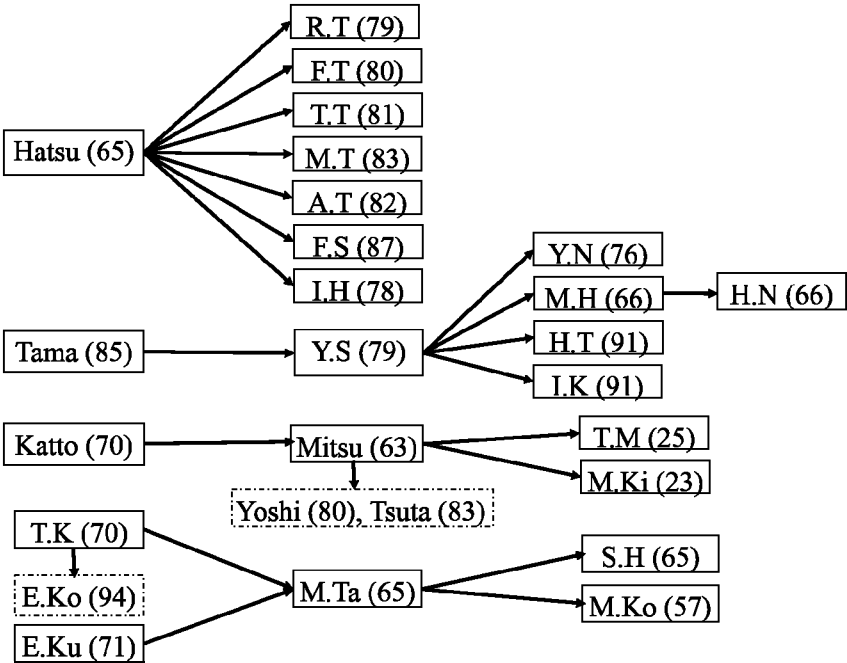 R.T (79)
F.T (80)
T.T (81)
Hatsu (65)
M.T (83)
A.T (82)
F.S (87)
I.H (78)
Y.N (76)
M.H (66)
H.N (66)
Tama (85)
Y.S (79)
H.T (91)
I.K (91)
Katto (70)
Mitsu (63)
T.M (25)
M.Ki (23)
Yoshi (80), Tsuta (83)
T.K (70)
E.Ko (94)
E.Ku (71)
M.Ta (65)
S.H (65)
M.Ko (57)